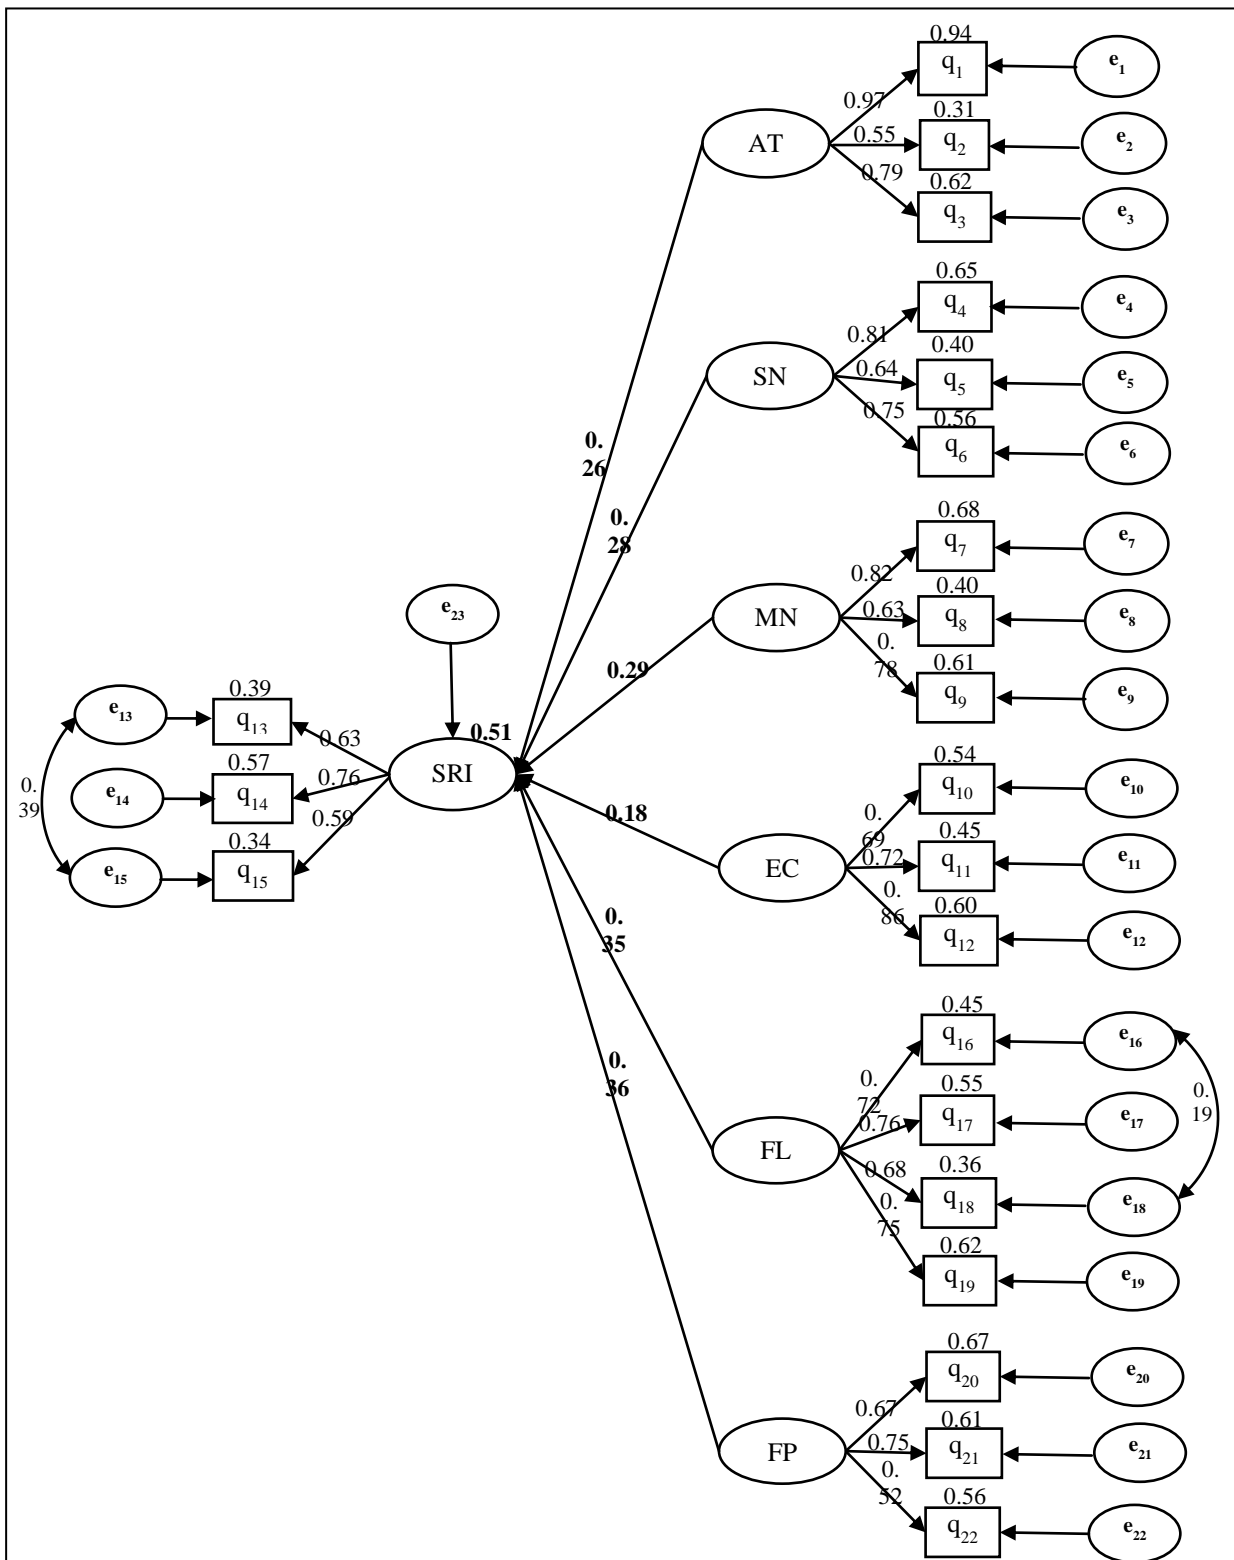 0.94
q1
e1
0.97
AT
0.31
0.55
q2
e2
0.79
0.62
q3
e3
0.65
q4
e4
0.81
SN
0.40
0.64
q5
e5
0.75
0.56
q6
e6
0.
26
0.
28
0.68
q7
e7
0.82
MN
0.40
0.63
q8
e8
0.
78
0.61
q9
e9
0.29
e23
0.51
SRI
0.39
e13
q13
0.63
0.57
e14
q14
0.76
0.
39
0.59
0.34
e15
q15
0.18
0.54
q10
e10
0.
69
EC
0.45
0.72
q11
e11
0.
86
0.60
q12
e12
0.
35
0.45
q16
e16
0.
72
0.55
0.76
q17
e17
0.
19
FL
0.68
0.36
q18
e18
0.
75
0.62
q19
e19
0.
36
0.67
q20
e20
0.67
FP
0.61
0.75
q21
e21
0.
52
0.56
q22
e22